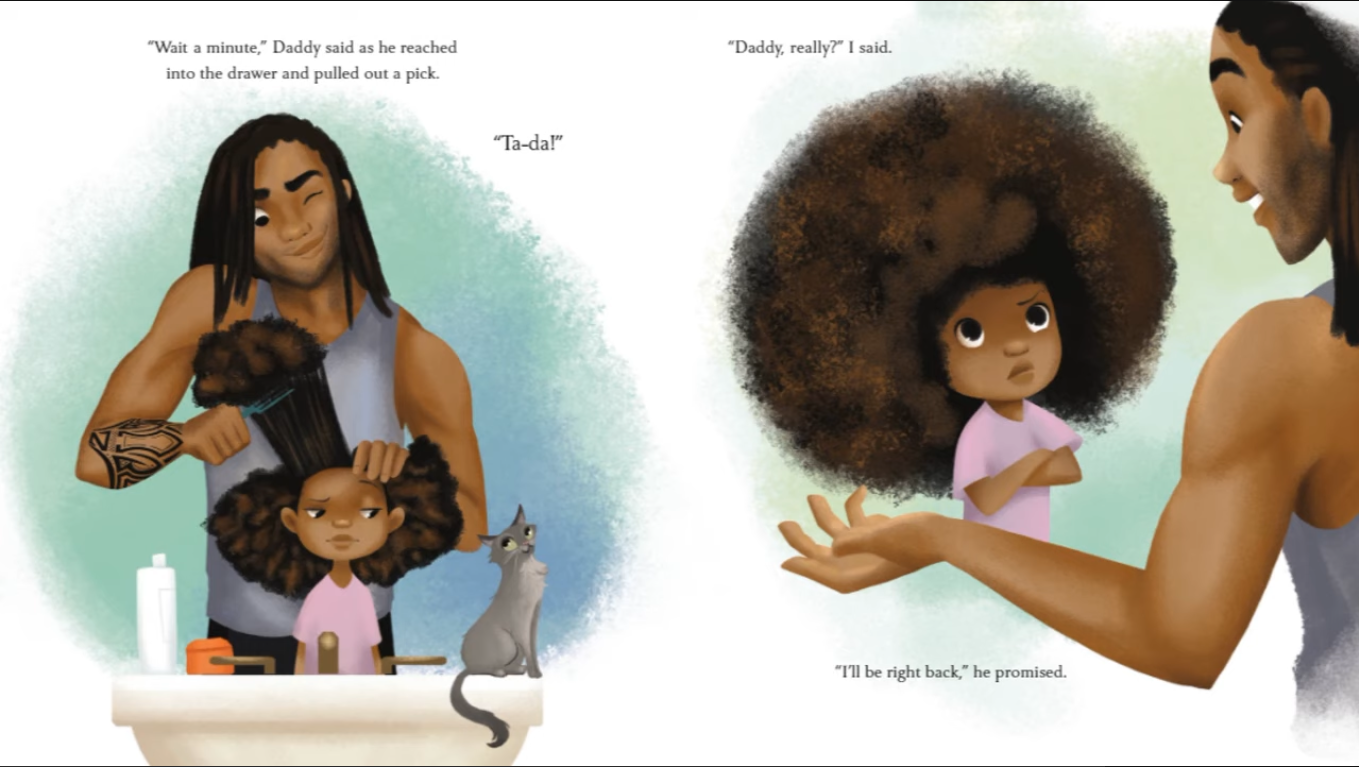 “Wait a minute,” Daddy said as he reached
into the drawer and pulled out a pick.
“Ta-da!”
“Daddy, really?” I said.
“I’ll be right back,” he promised.